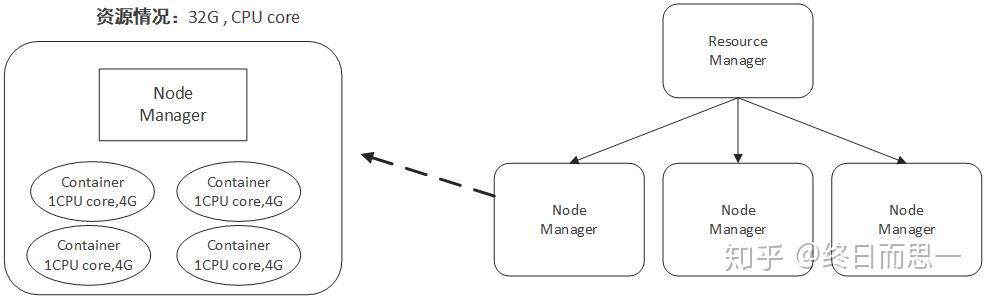 资源情况：32G , CPU core
Node
Manager
Container
1CPU core,4G
Container
1CPU core,4G
Container
1CPU core,4G
Container
1CPU core,4G
Resource
Manager
Node
Manager
Node
Manager
Node
Manager
知乎 @终日而思一